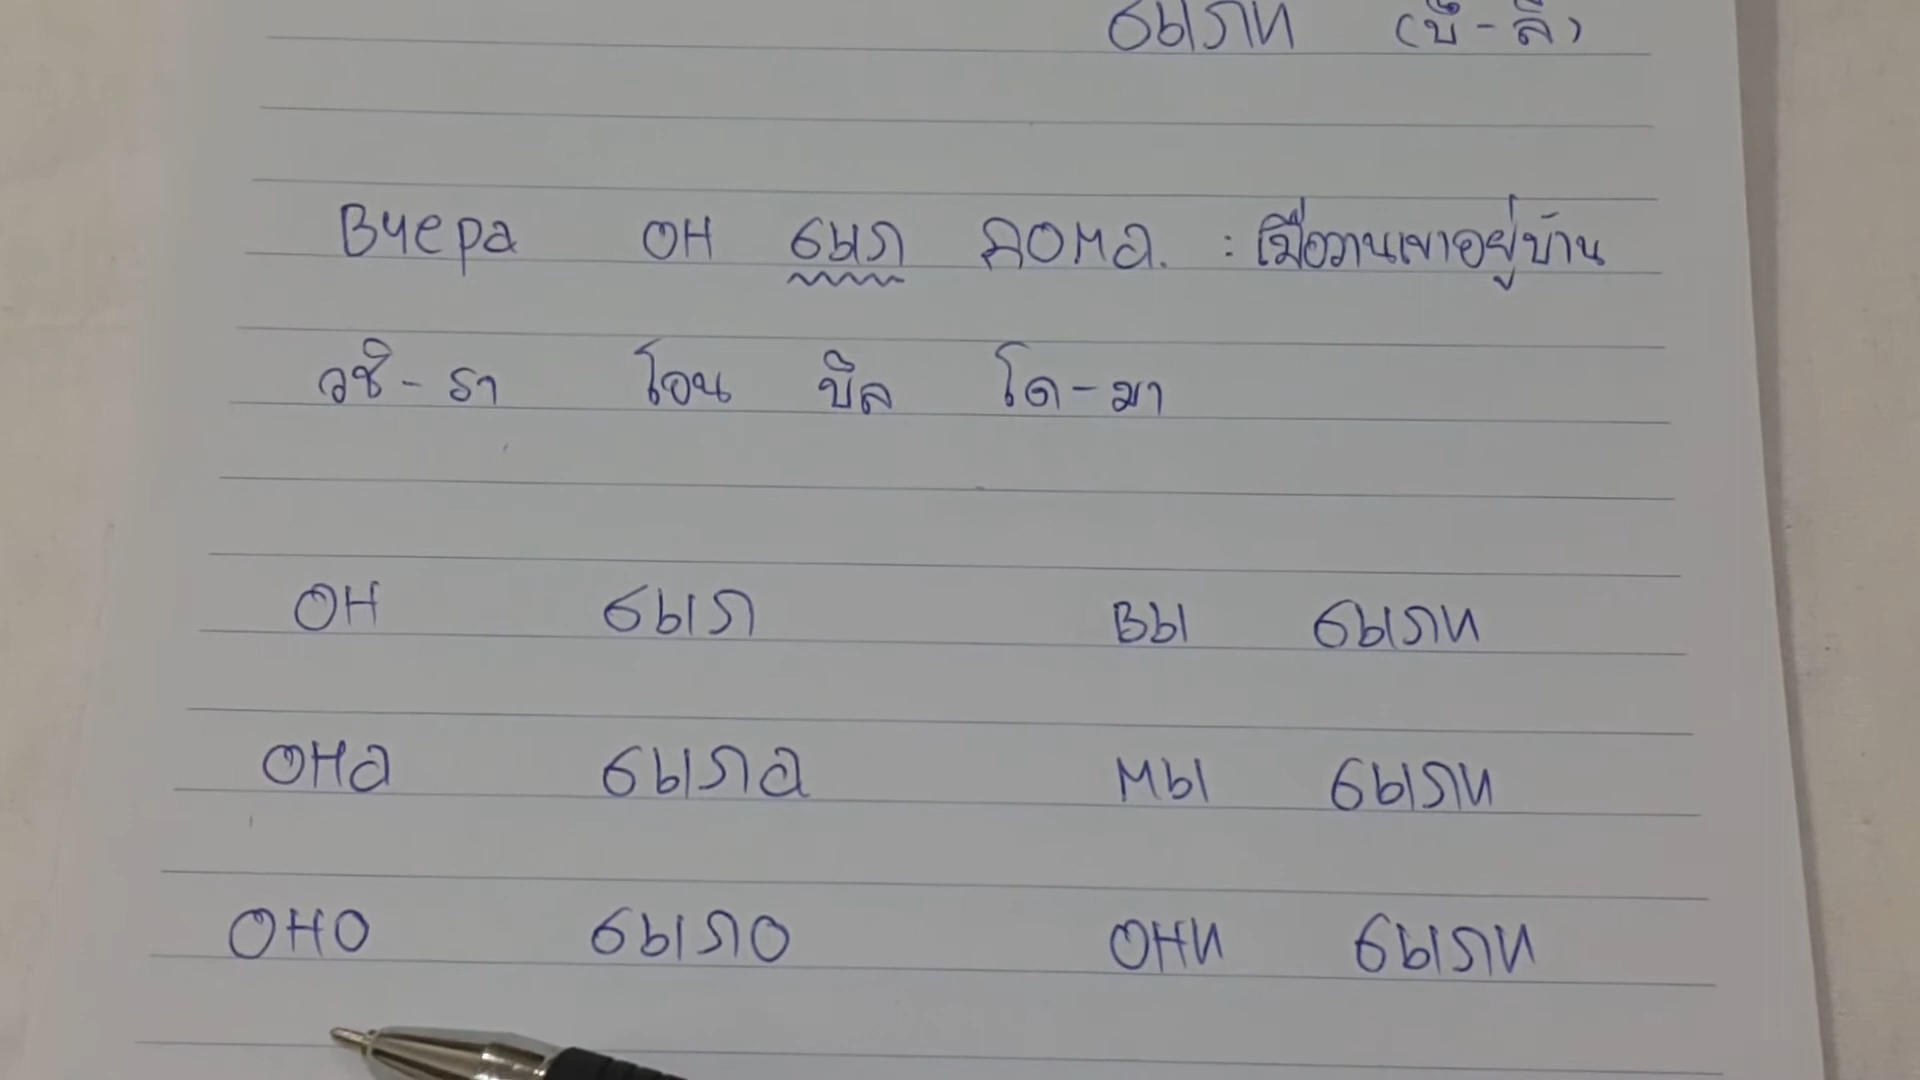 были (บึ-ลิ)
Вчера он был дома. : เมื่อวานเขาอยู่บ้าน
วชิ-รา โอน บึล โด-มา
он был вы были
она была мы были
оно было они были